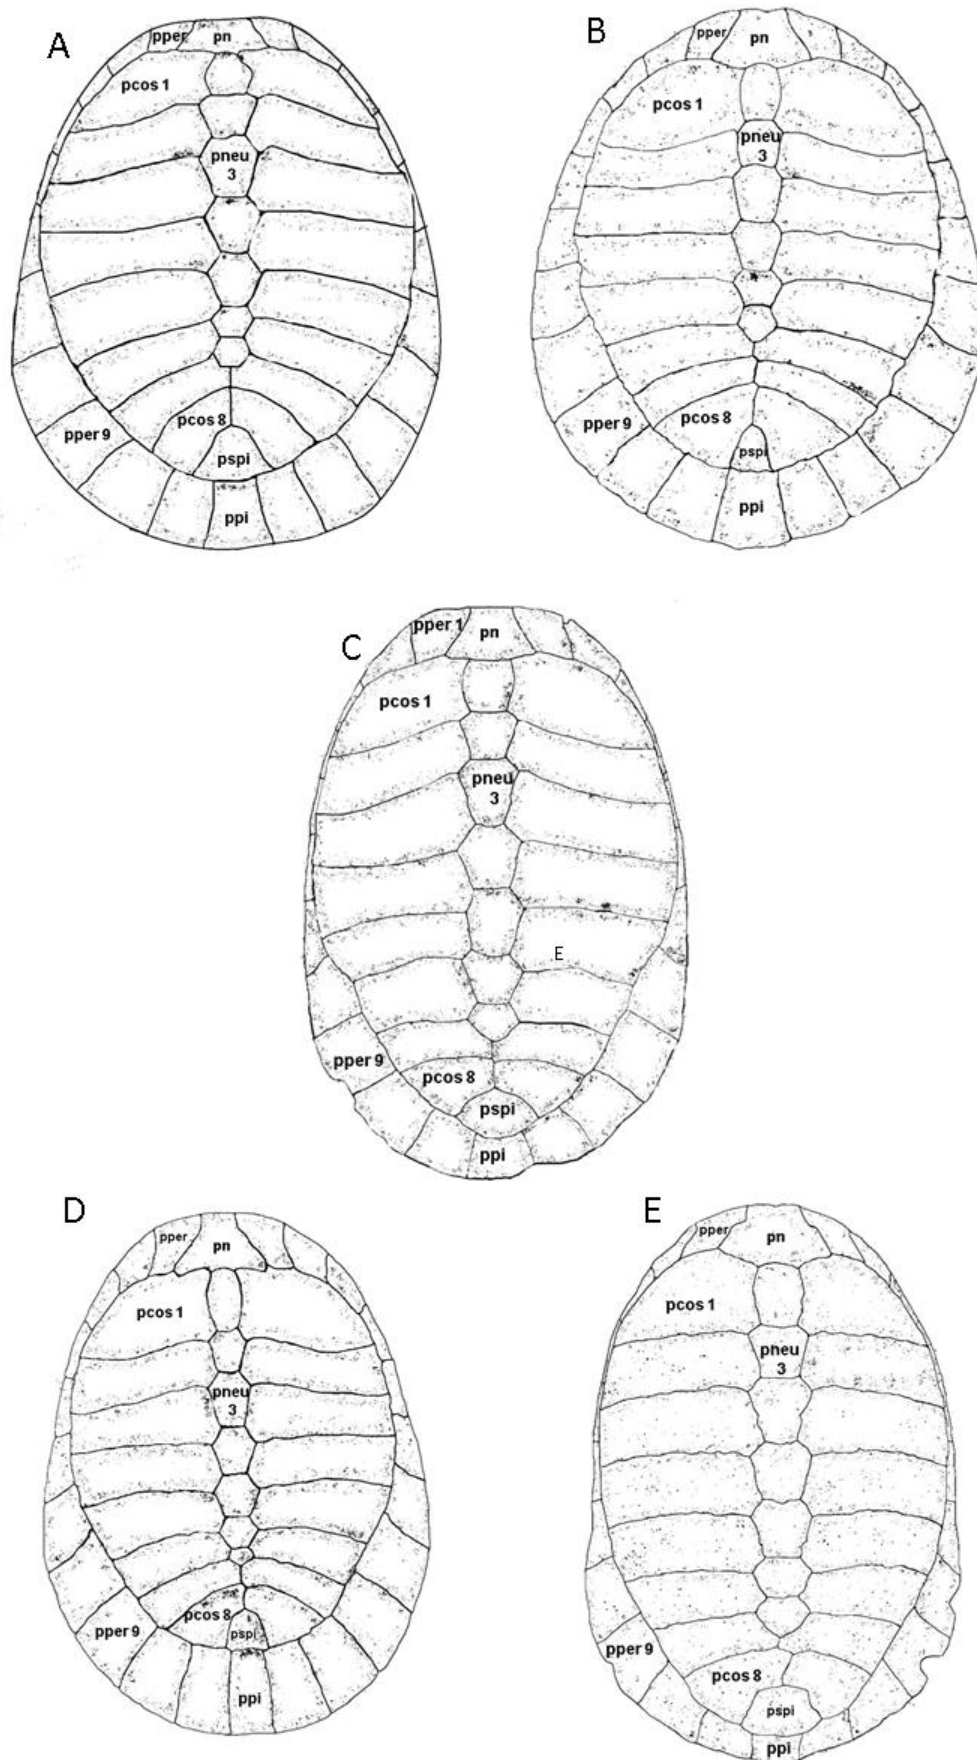 A
pper pn
pcos 1
pneu
3
pcos 8
pper 9
pspi
ppi
B
pper pn
pcos 1
pneu
3
pper 9
pcos 8
pspi
ppi
C
pper 1 pn
pcos 1
pneu
3
E
pper 9
pcos 8
pspi
ppi
D
pper pn
pcos 1
pneu
3
pcos 8
pper 9
pspi
ppi
E
pper pn
pcos 1
pneu
3
pper 9
pcos 8
pspi
ppi